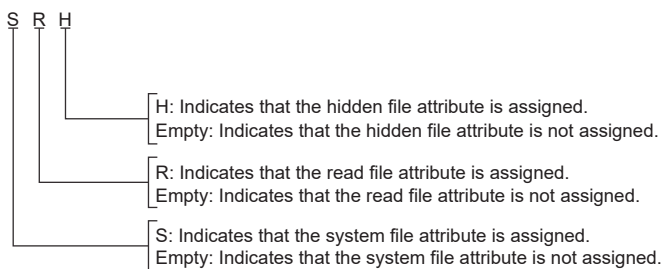 S R H
H: Indicates that the hidden file attribute is assigned.
Empty: Indicates that the hidden file attribute is not assigned.
R: Indicates that the read file attribute is assigned.
Empty: Indicates that the read file attribute is not assigned.
S: Indicates that the system file attribute is assigned.
Empty: Indicates that the system file attribute is not assigned.